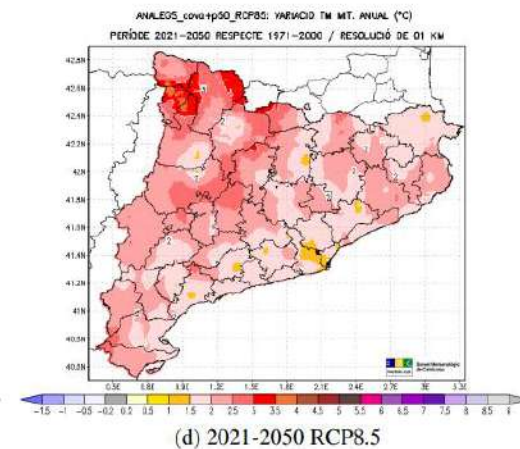 ANALEGS_cova+p50_RCP85: VARIACIÓ TM MIT. ANUAL (°C)
PERÍODE 2021-2050 RESPECTE 1971-2000 / RESOLUCIÓ DE 01 KM
42.8N
42.6N
42.4N
42.2N
42N
41.8N
41.6N
41.4N
41.2N
41N
40.8N
40.6N
Servei Meteorològic
de Catalunya
0.3E 0.6E 0.9E 1.2E 1.5E 1.8E 2.1E 2.4E 2.7E 3E 3.3E
-1.5 -1 -0.5 -0.2 0.2 0.5 1 1.5 2 2.5 3 3.5 4 4.5 5 5.5 6 6.5 7 7.5 8 8.5 9
(d) 2021-2050 RCP8.5